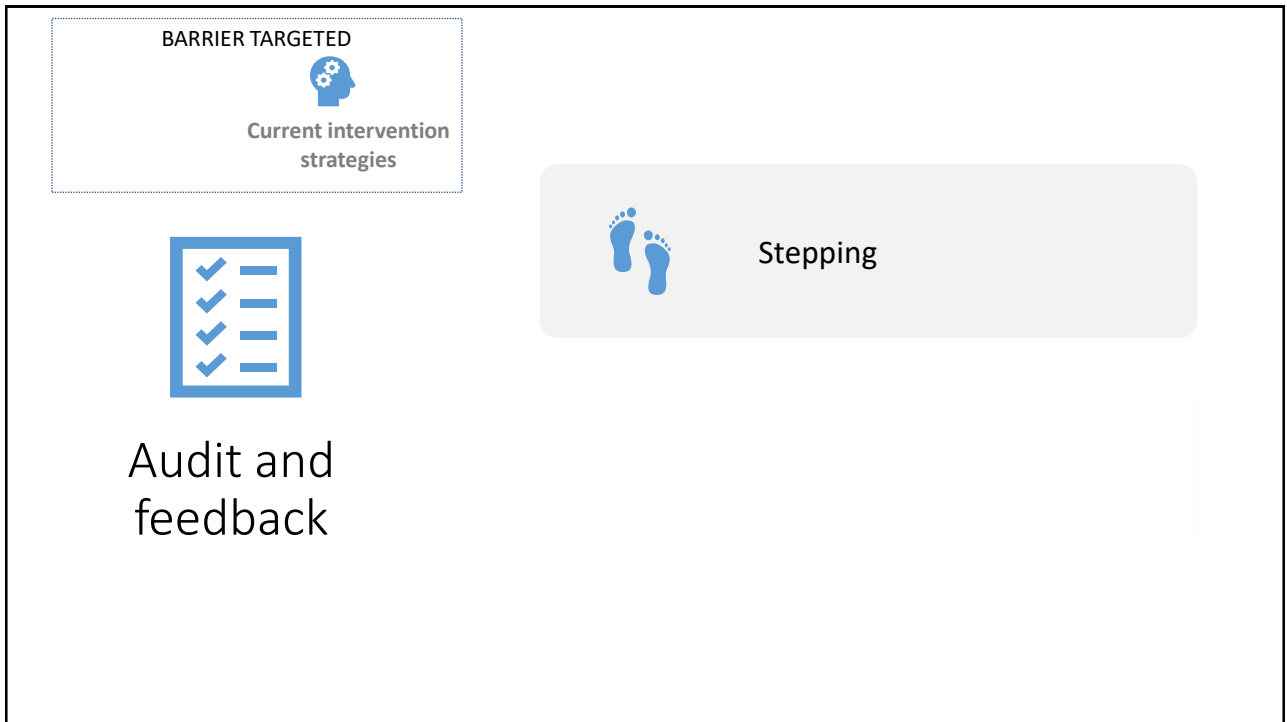 BARRIER TARGETED
Current intervention
strategies
Stepping
Audit and
feedback